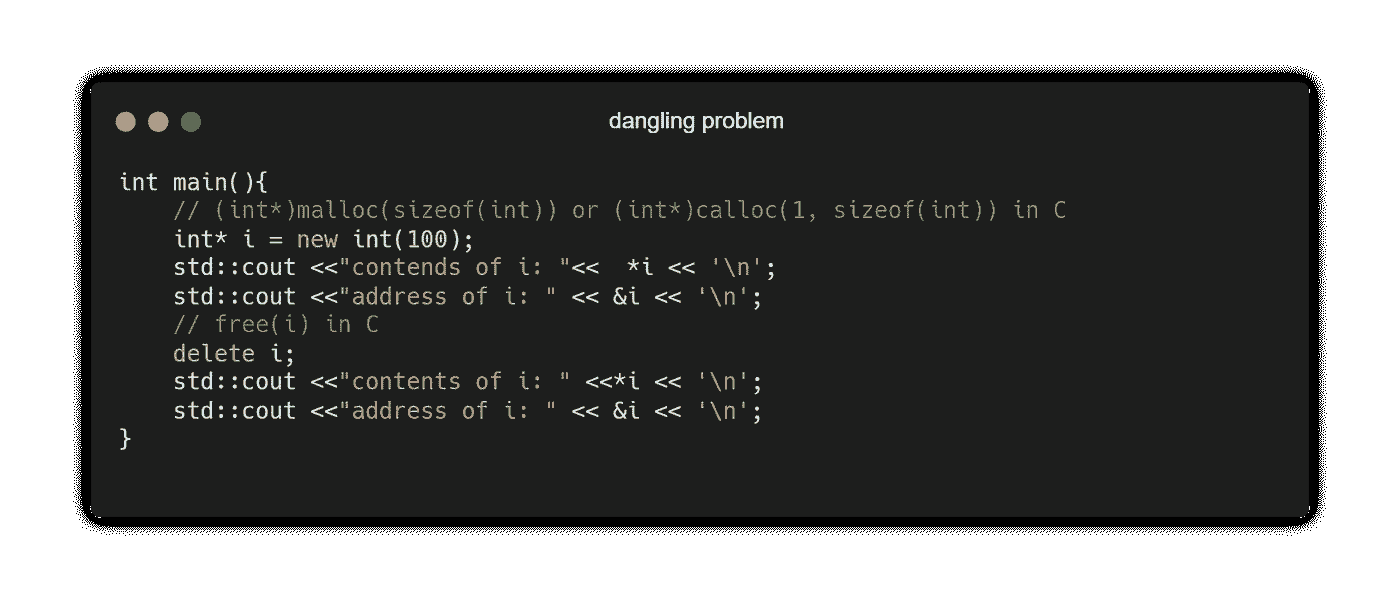 dangling problem
int main(){
    // (int*)malloc(sizeof(int)) or (int*)calloc(1, sizeof(int)) in C
    int* i = new int(100);
    std::cout <<"contends of i: "<<  *i << '\n';
    std::cout <<"address of i: " << &i << '\n';
    // free(i) in C
    delete i;
    std::cout <<"contents of i: " <<*i << '\n';
    std::cout <<"address of i: " << &i << '\n';
}